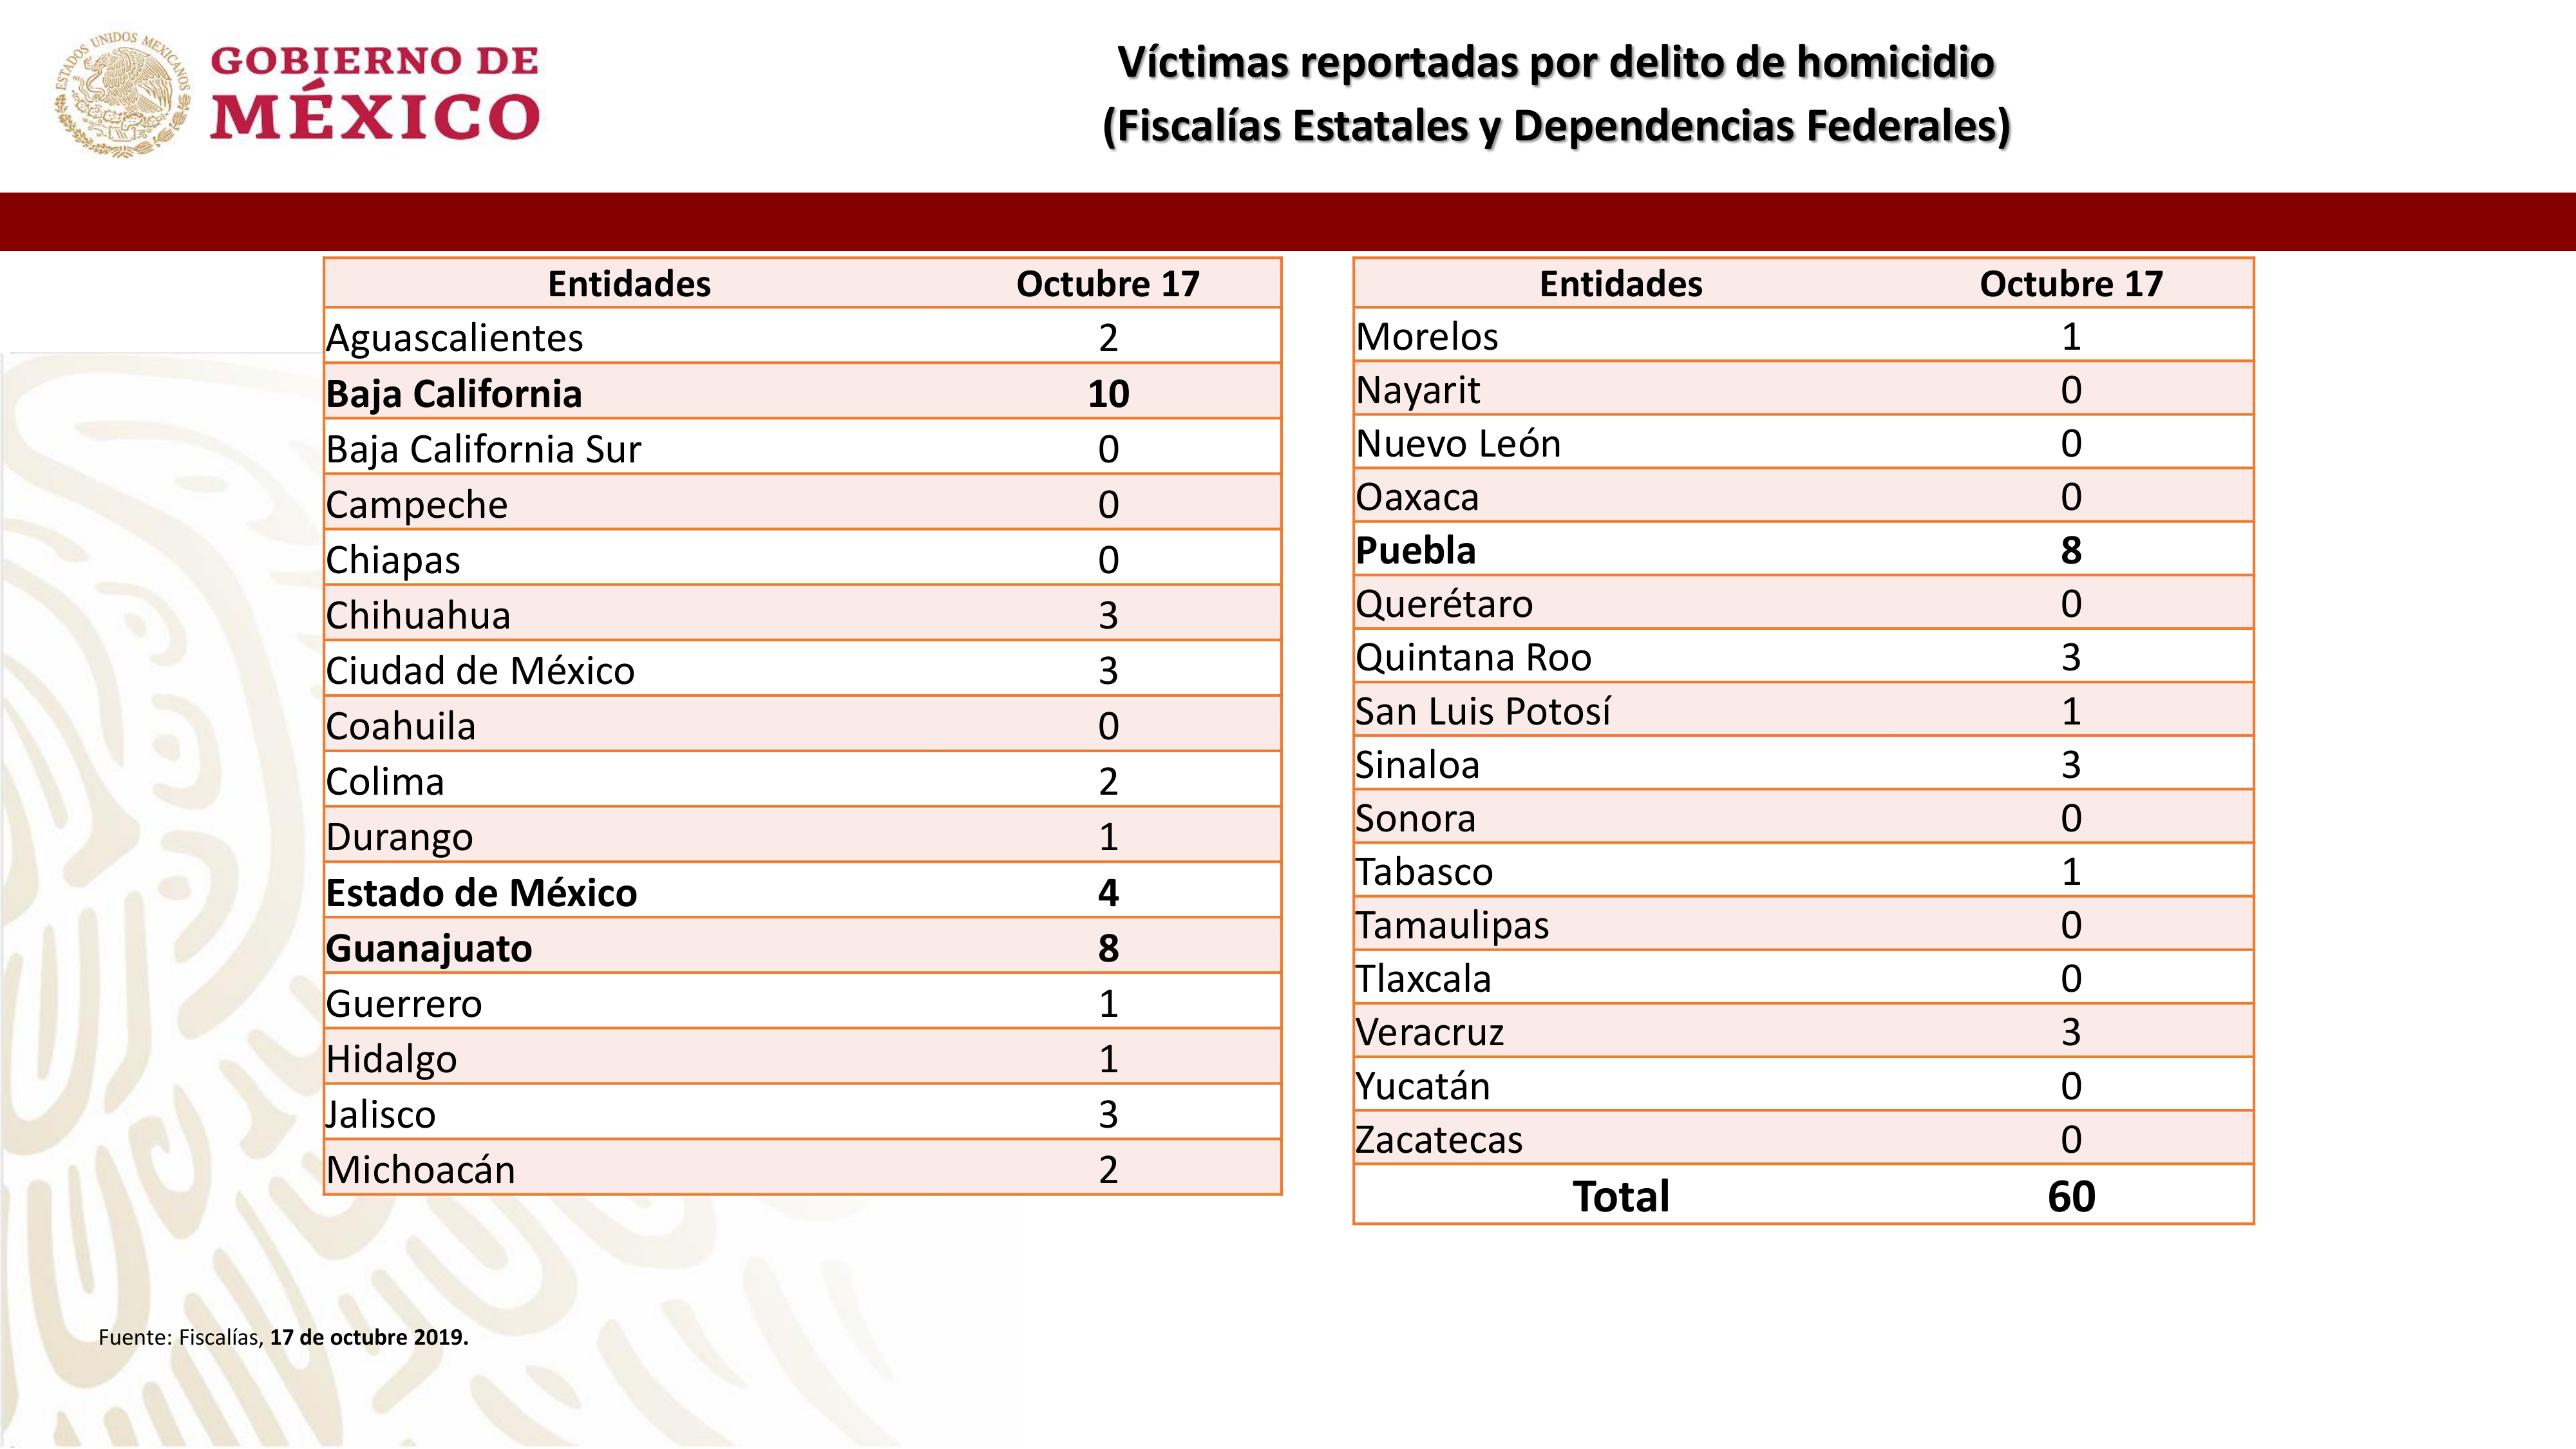 ESTADOS UNIDOS MEXICANOS
GOBIERNO DE
MÉXICO
Víctimas reportadas por delito de homicidio
(Fiscalías Estatales y Dependencias Federales)
Entidades Octubre 17
Aguascalientes 2
Baja California 10
Baja California Sur 0
Campeche 0
Chiapas 0
Chihuahua 3
Ciudad de México 3
Coahuila 0
Colima 2
Durango 1
Estado de México 4
Guanajuato 8
Guerrero 1
Hidalgo 1
Jalisco 3
Michoacán 2
Entidades Octubre 17
Morelos 1
Nayarit 0
Nuevo León 0
Oaxaca 0
Puebla 8
Querétaro 0
Quintana Roo 3
San Luis Potosí 1
Sinaloa 3
Sonora 0
Tabasco 1
Tamaulipas 0
Tlaxcala 0
Veracruz 3
Yucatán 0
Zacatecas 0
Total 60
Fuente: Fiscalías, 17 de octubre 2019.